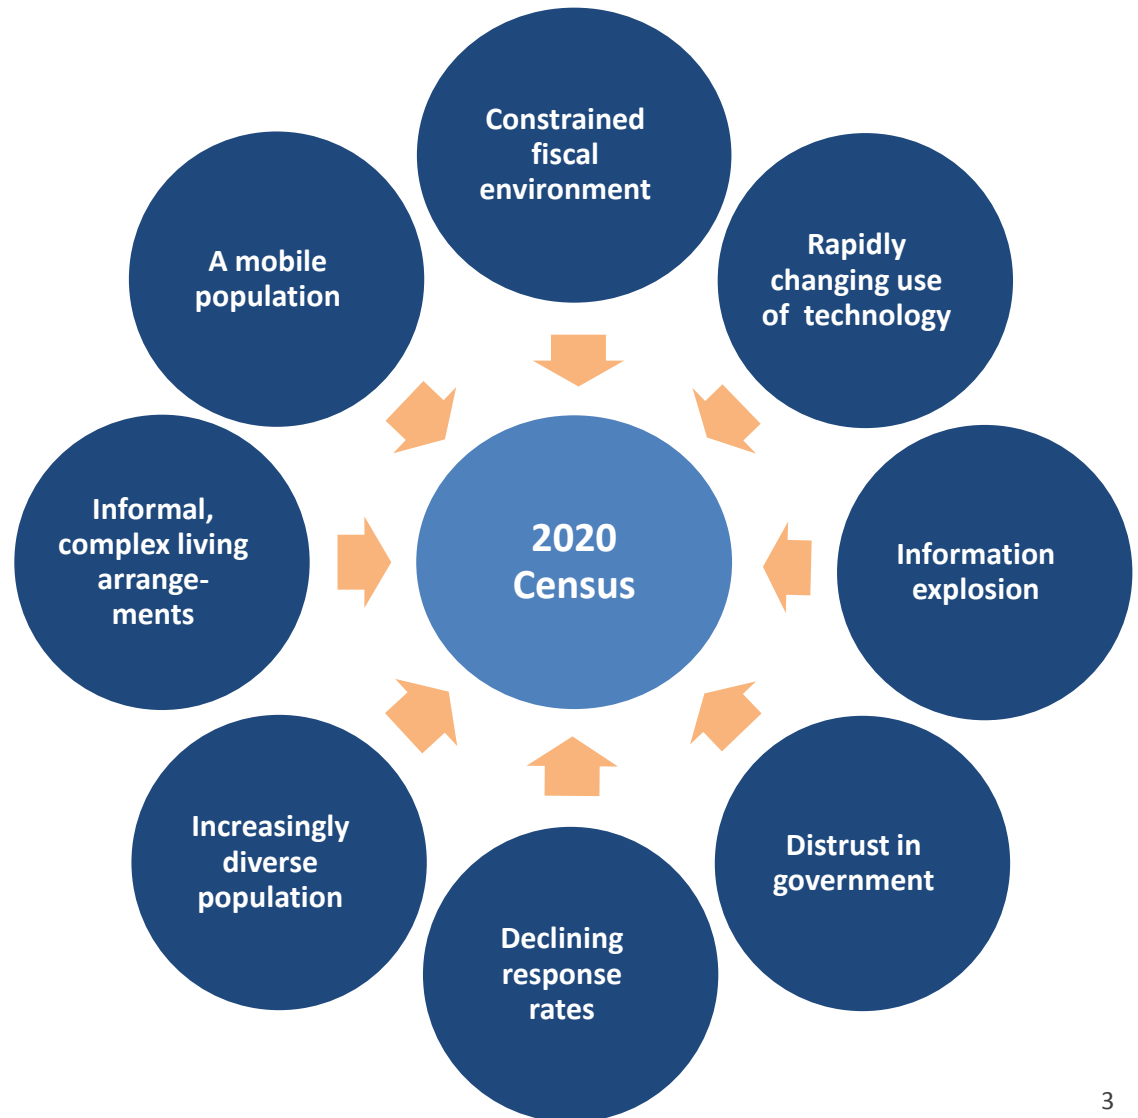 Constrained
fiscal
environment
Rapidly
changing use
of technology
Information
explosion
Distrust in
government
Declining
response
rates
Increasingly
diverse
population
Informal,
complex living
arrange-
ments
A mobile
population
2020
Census
3